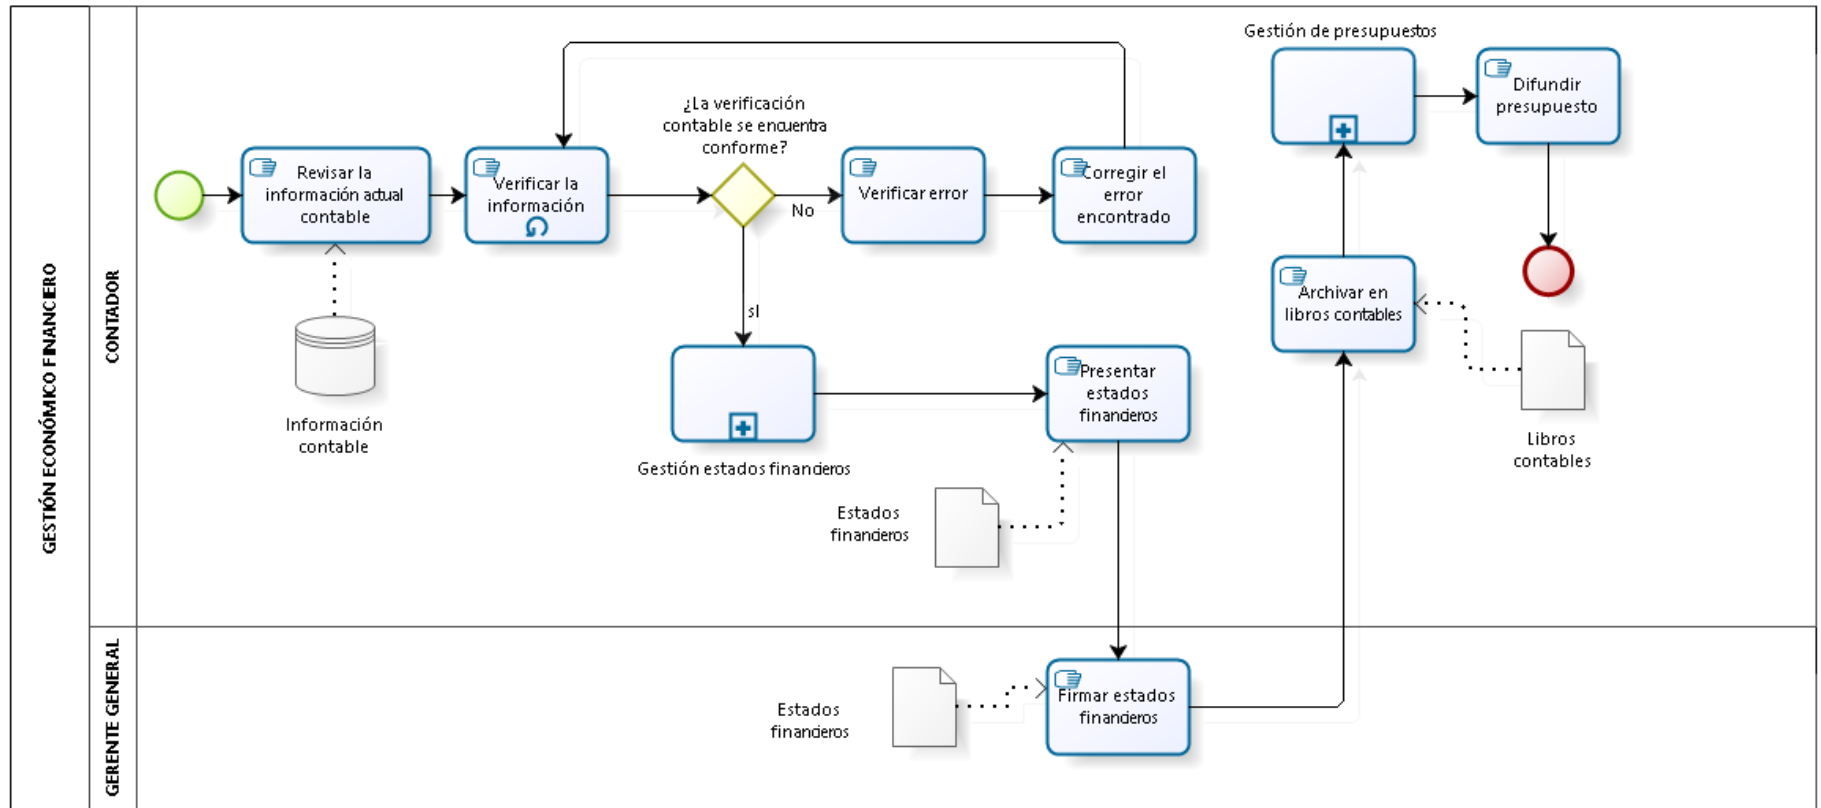 GESTIÓN ECONÓMICO FINANCIERO
CONTADOR
GERENTE GENERAL
Revisar la
información actual
contable
Información
contable
Verificar la
información
¿La verificación
contable se encuentra
conforme?
No
sI
Verificar error
Corregir el
error
encontrado
Gestión estados financieros
Presentar
estados
financieros
Estados
financieros
Estados
financieros
Firmar estados
financieros
Archivar en
libros contables
Libros
contables
Gestión de presupuestos
Difundir
presupuesto